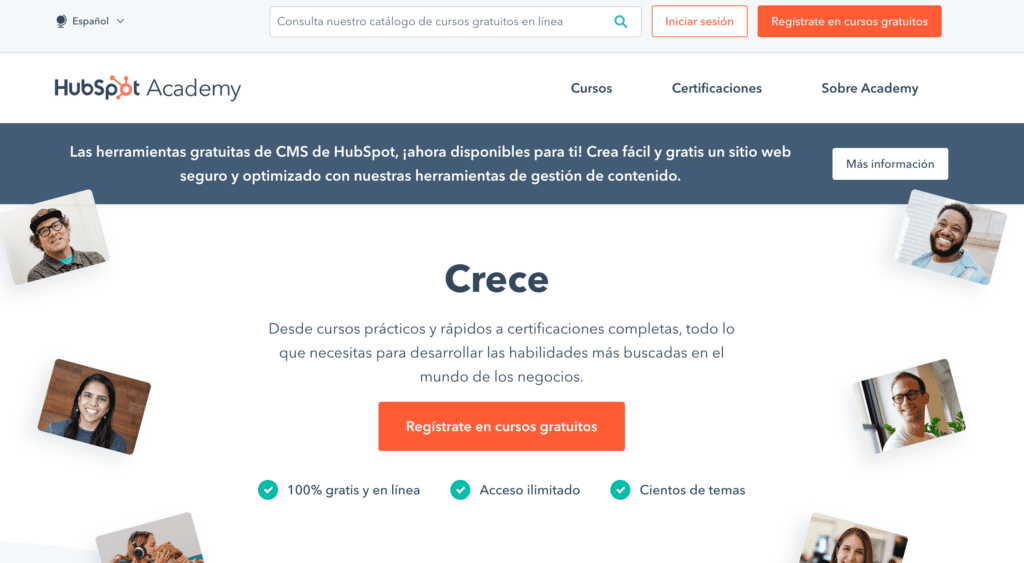 Español
Consulta nuestro catálogo de cursos gratuitos en línea
Iniciar sesión
Regístrate en cursos gratuitos
HubSpot Academy
Cursos
Certificaciones
Sobre Academy
Las herramientas gratuitas de CMS de HubSpot, ¡ahora disponibles para ti! Crea fácil y gratis un sitio web
seguro y optimizado con nuestras herramientas de gestión de contenido.
Más información
Crece
Desde cursos prácticos y rápidos a certificaciones completas, todo lo
que necesitas para desarrollar las habilidades más buscadas en el
mundo de los negocios.
Regístrate en cursos gratuitos
100% gratis y en línea
Acceso ilimitado
Cientos de temas